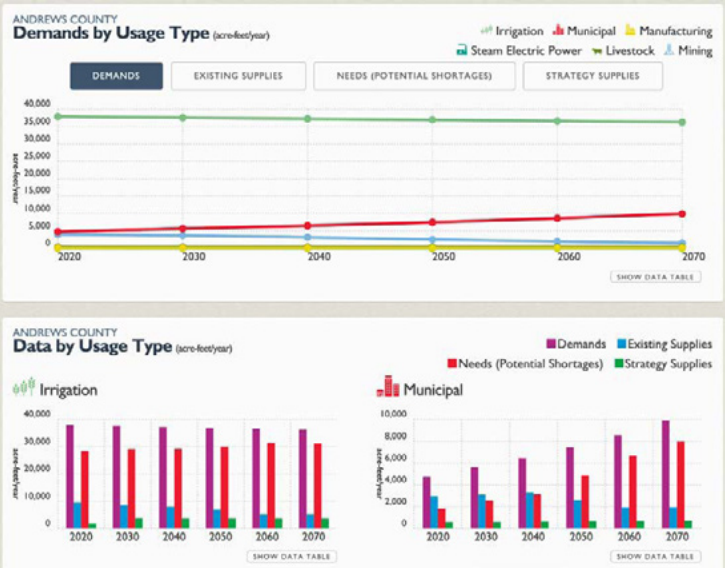 ANDREWS COUNTY
Demands by Usage Type (acre-feet/year)
Irrigation Municipal Manufacturing
Steam Electric Power Livestock Mining
DEMANDS EXISTING SUPPLIES NEEDS (POTENTIAL SHORTAGES) STRATEGY SUPPLIES
40,000
35,000
30,000
25,000
20,000
15,000
10,000
5,000
0
acre-feet/year
2020 2030 2040 2050 2060 2070
SHOW DATA TABLE
ANDREWS COUNTY
Data by Usage Type (acre-feet/year)
Demands Existing Supplies
Needs (Potential Shortages) Strategy Supplies
Irrigation
40,000
30,000
20,000
10,000
0
acre-feet/year
2020 2030 2040 2050 2060 2070
SHOW DATA TABLE
Municipal
10,000
8,000
6,000
4,000
2,000
0
acre-feet/year
2020 2030 2040 2050 2060 2070
SHOW DATA TABLE